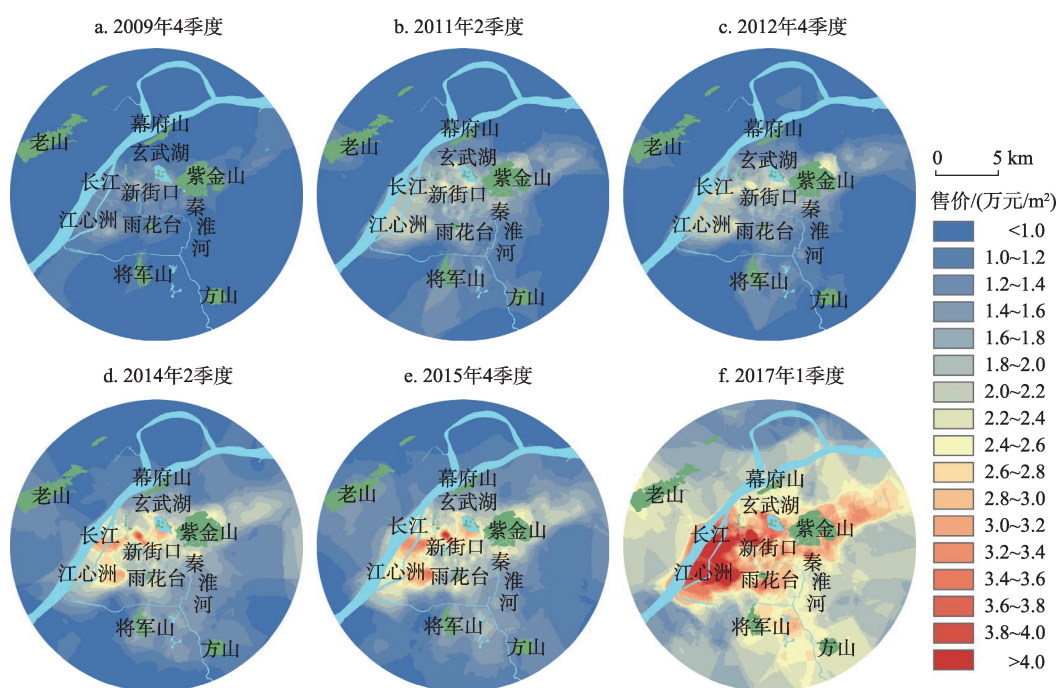 a. 2009年4季度
b. 2011年2季度
c. 2012年4季度
老山
幕府山
玄武湖
紫金山
长江
新街口
江心洲
雨花台
秦
淮
河
将军山
方山
老山
幕府山
玄武湖
紫金山
长江
新街口
江心洲
雨花台
秦
淮
河
将军山
方山
老山
幕府山
玄武湖
紫金山
长江
新街口
江心洲
雨花台
秦
淮
河
将军山
方山
0 5 km
售价/(万元/m²)
<1.0
1.0~1.2
1.2~1.4
1.4~1.6
1.6~1.8
1.8~2.0
2.0~2.2
2.2~2.4
2.4~2.6
2.6~2.8
2.8~3.0
3.0~3.2
3.2~3.4
3.4~3.6
3.6~3.8
3.8~4.0
>4.0
d. 2014年2季度
e. 2015年4季度
f. 2017年1季度
老山
幕府山
玄武湖
紫金山
长江
新街口
江心洲
雨花台
秦
淮
河
将军山
方山
老山
幕府山
玄武湖
紫金山
长江
新街口
江心洲
雨花台
秦
淮
河
将军山
方山
老山
幕府山
玄武湖
紫金山
长江
新街口
江心洲
雨花台
秦
淮
河
将军山
方山